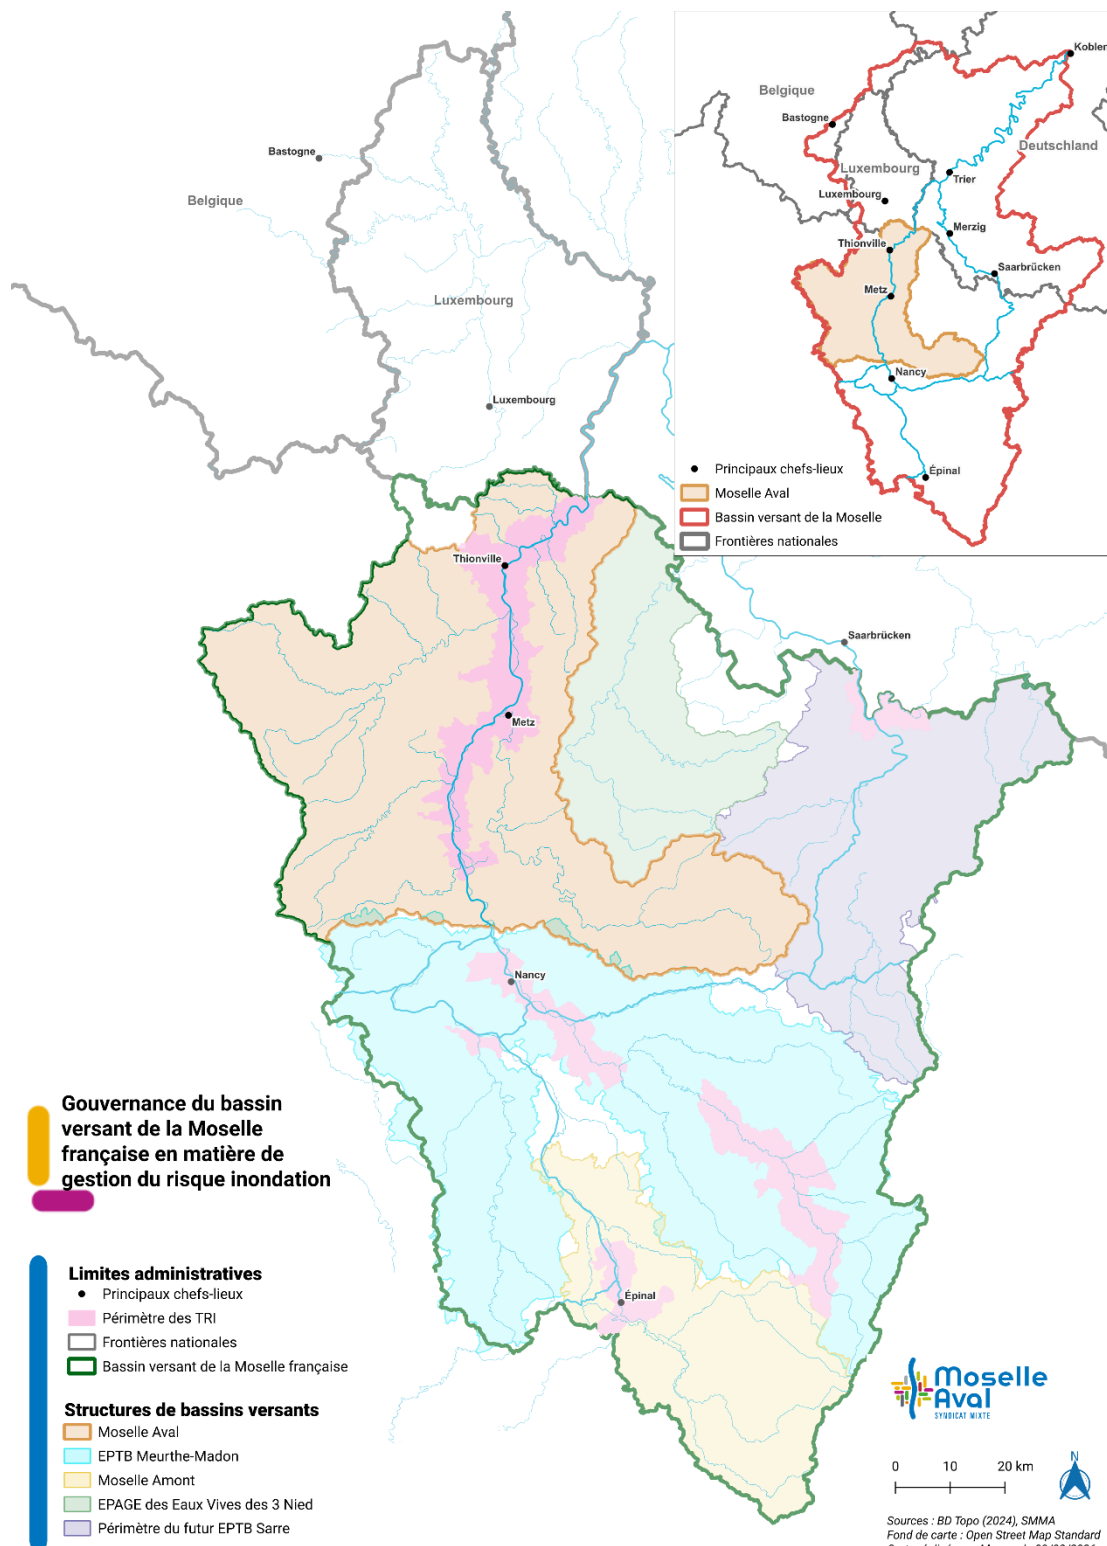 Bastogne
Belgique
Luxembourg
Luxembourg
Thionville
Metz
Saarbrücken
Nancy
Épinal
Belgique
Bastogne
Koblen
Deutschland
Luxembourg
Luxembourg
Trier
Thionville
Merzig
Saarbrücken
Metz
Nancy
Épinal
Principaux chefs-lieux
Moselle Aval
Bassin versant de la Moselle
Frontières nationales
Gouvernance du bassin
versant de la Moselle
française en matière de
gestion du risque inondation
Limites administratives
Principaux chefs-lieux
Périmètre des TRI
Frontières nationales
Bassin versant de la Moselle française
Structures de bassins versants
Moselle Aval
EPTB Meurthe-Madon
Moselle Amont
EPAGE des Eaux Vives des 3 Nied
Périmètre du futur EPTB Sarre
Moselle
Aval
SYNDICAT MIXTE
N
0 10 20 km
Sources : BD Topo (2024), SMMA
Fond de carte : Open Street Map Standard